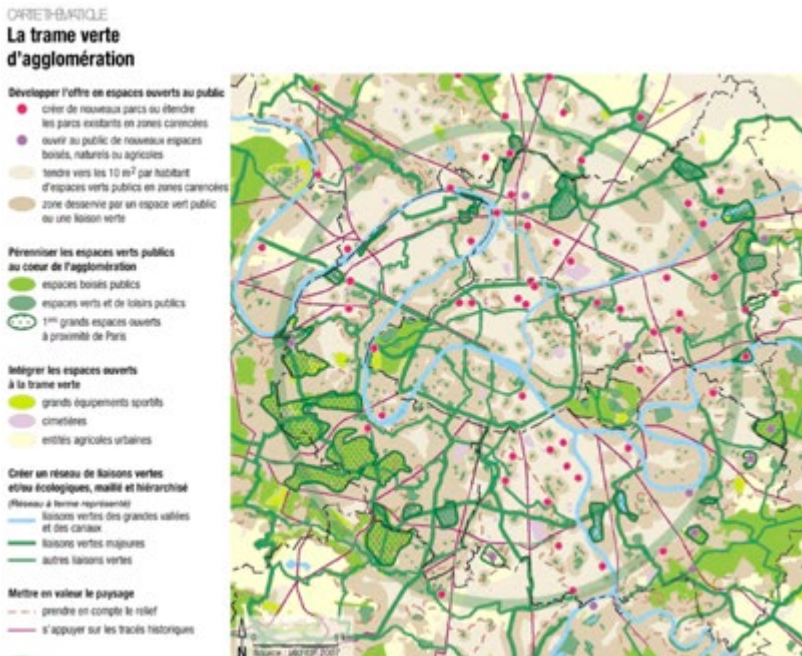 CARTE THÉMATIQUE
La trame verte
d'agglomération
Développer l'offre en espaces ouverts au public
créer de nouveaux parcs ou étendre
les parcs existants en zones carencées
ouvrir au public de nouveaux espaces
boisés, naturels ou agricoles
tendre vers les 10 m² par habitant
d'espaces verts publics en zones carencées
zone desservie par un espace vert public
ou une liaison verte
Pérenniser les espaces verts publics
au coeur de l'agglomération
espaces boisés publics
espaces verts et de loisirs publics
1ers grands espaces ouverts
à proximité de Paris
Intégrer les espaces ouverts
à la trame verte
grands équipements sportifs
cimetières
entités agricoles urbaines
Créer un réseau de liaisons vertes
et/ou écologiques, maillé et hiérarchisé
(Réseau à terme représenté)
liaisons vertes des grandes vallées
et des canaux
liaisons vertes majeures
autres liaisons vertes
Mettre en valeur le paysage
prendre en compte le relief
s'appuyer sur les tracés historiques
N
0
Source :
2007